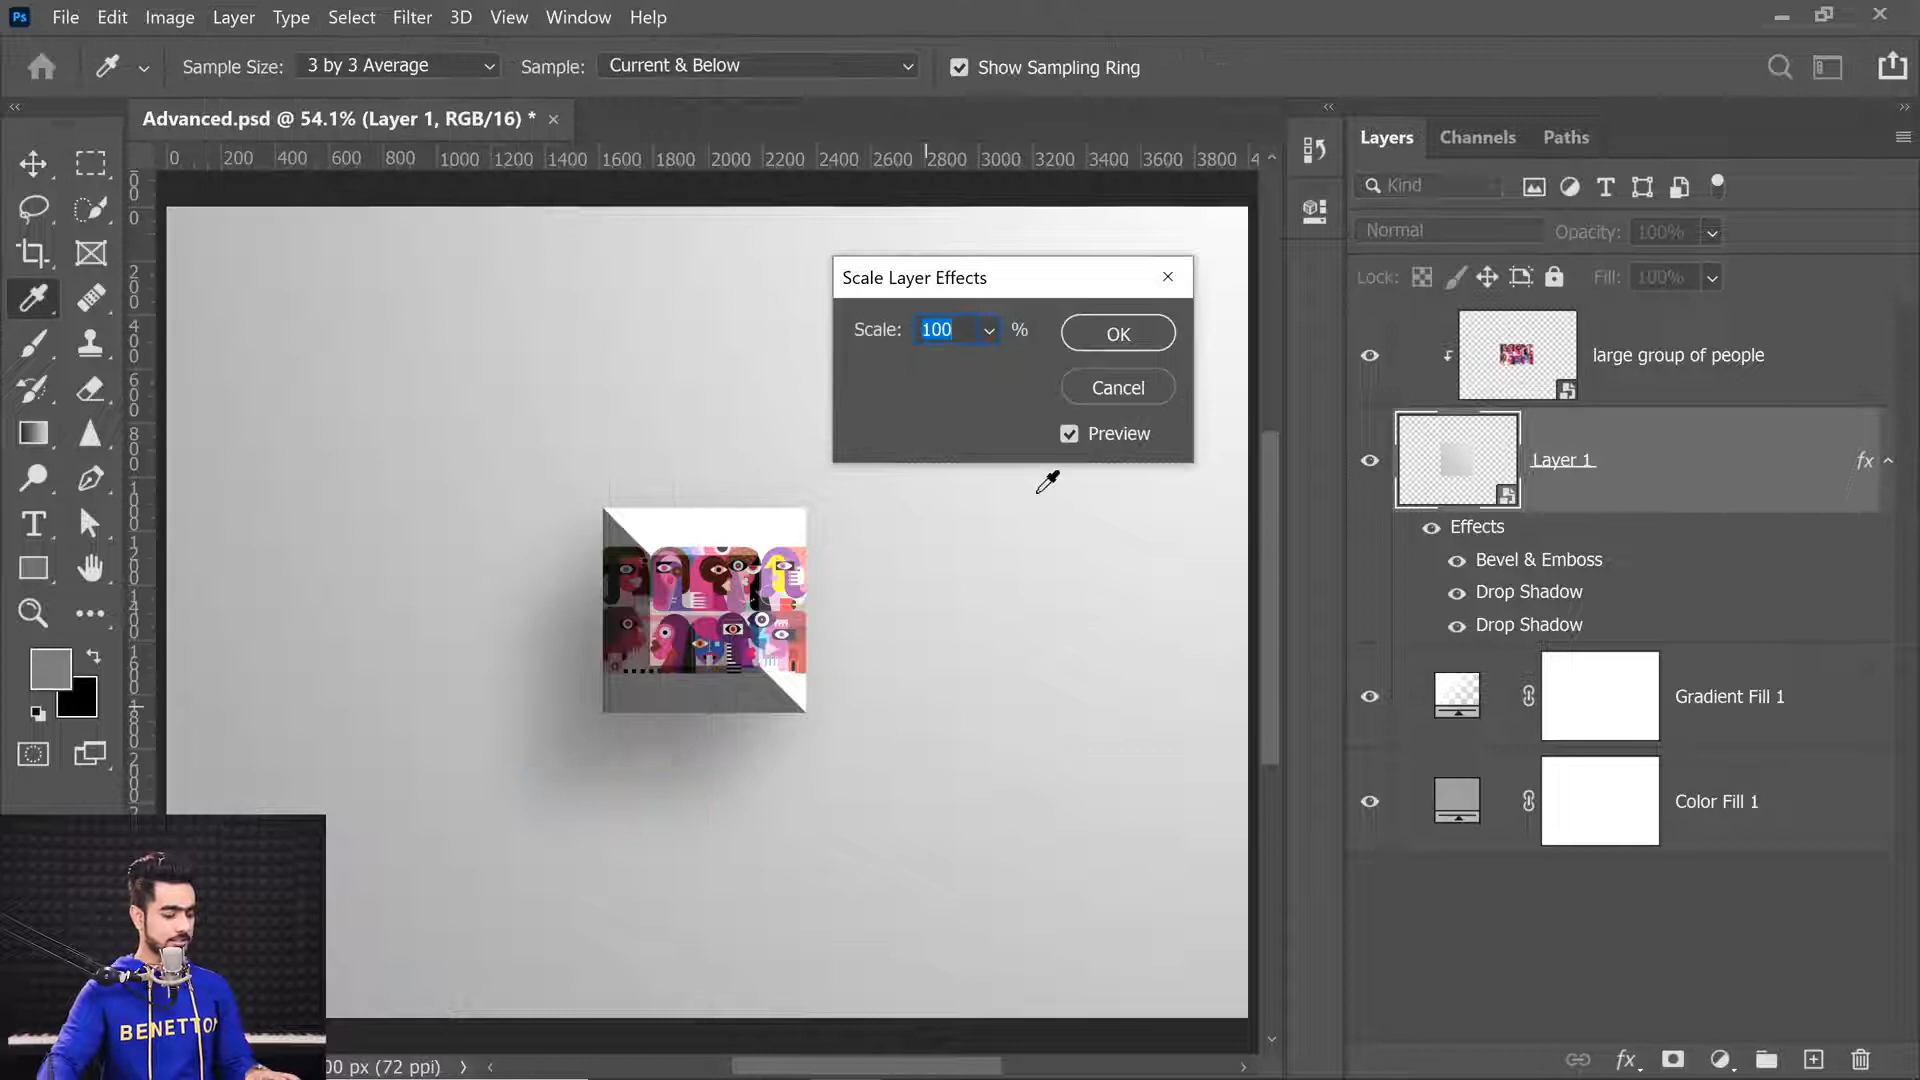 Ps File Edit Image Layer Type Select Filter 3D View Window Help
Sample Size: 3 by 3 Average Sample: Current & Below Show Sampling Ring
Advanced.psd @ 54.1% (Layer 1, RGB/16) *
0 200 400 600 800 1000 1200 1400 1600 1800 2000 2200 2400 2600 2800 3000 3200 3400 3600 3800 4
Layers Channels Paths
Kind
Normal Opacity: 100%
Lock: Fill: 100%
Scale Layer Effects
Scale: 100 %
OK
Cancel
Preview
large group of people
Layer 1 fx
Effects
Bevel & Emboss
Drop Shadow
Drop Shadow
Gradient Fill 1
Color Fill 1
BENETTON
00 px (72 ppi)
fx